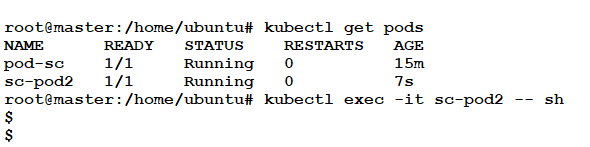 root@master:/home/ubuntu# kubectl get pods
NAME READY STATUS RESTARTS AGE
pod-sc 1/1 Running 0 15m
sc-pod2 1/1 Running 0 7s
root@master:/home/ubuntu# kubectl exec -it sc-pod2 -- sh
$
$